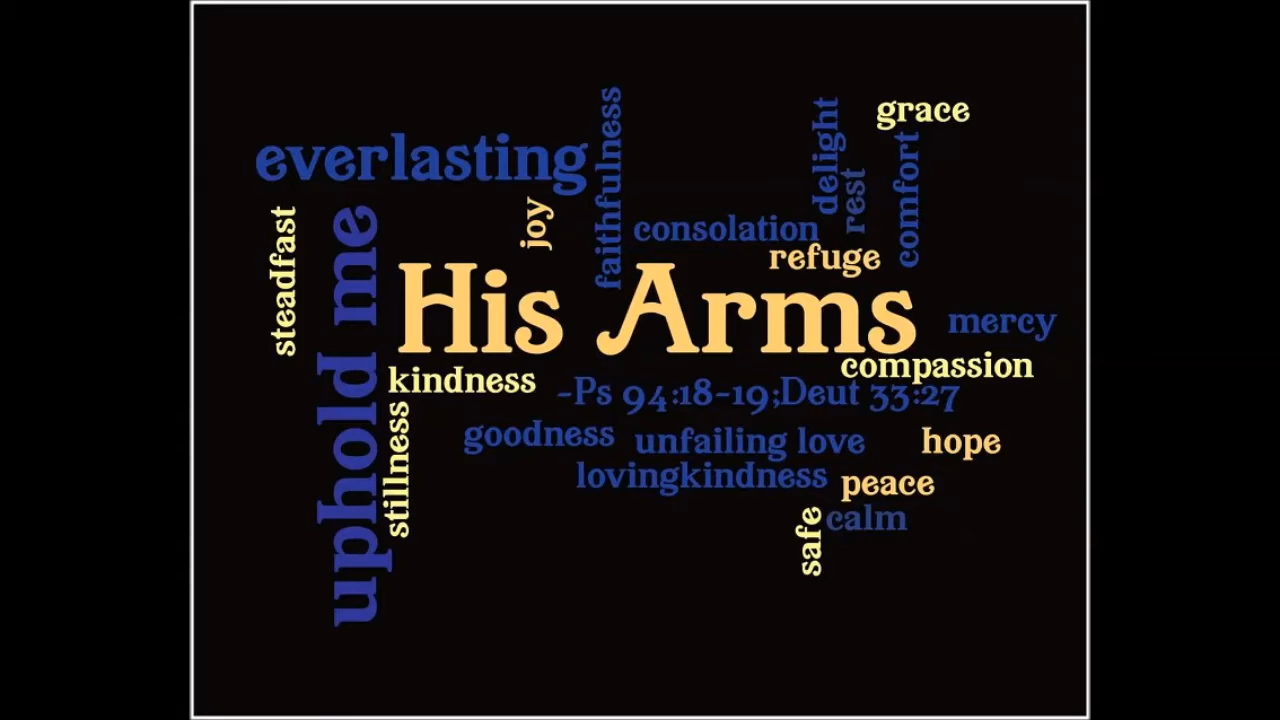 grace
delight
faithfulness
everlasting
comfort
rest
joy
steadfast
uphold me
consolation
refuge
His Arms
mercy
compassion
kindness
-Ps 94:18-19;Deut 33:27
stillness
goodness
unfailing love
hope
lovingkindness
peace
safe
calm